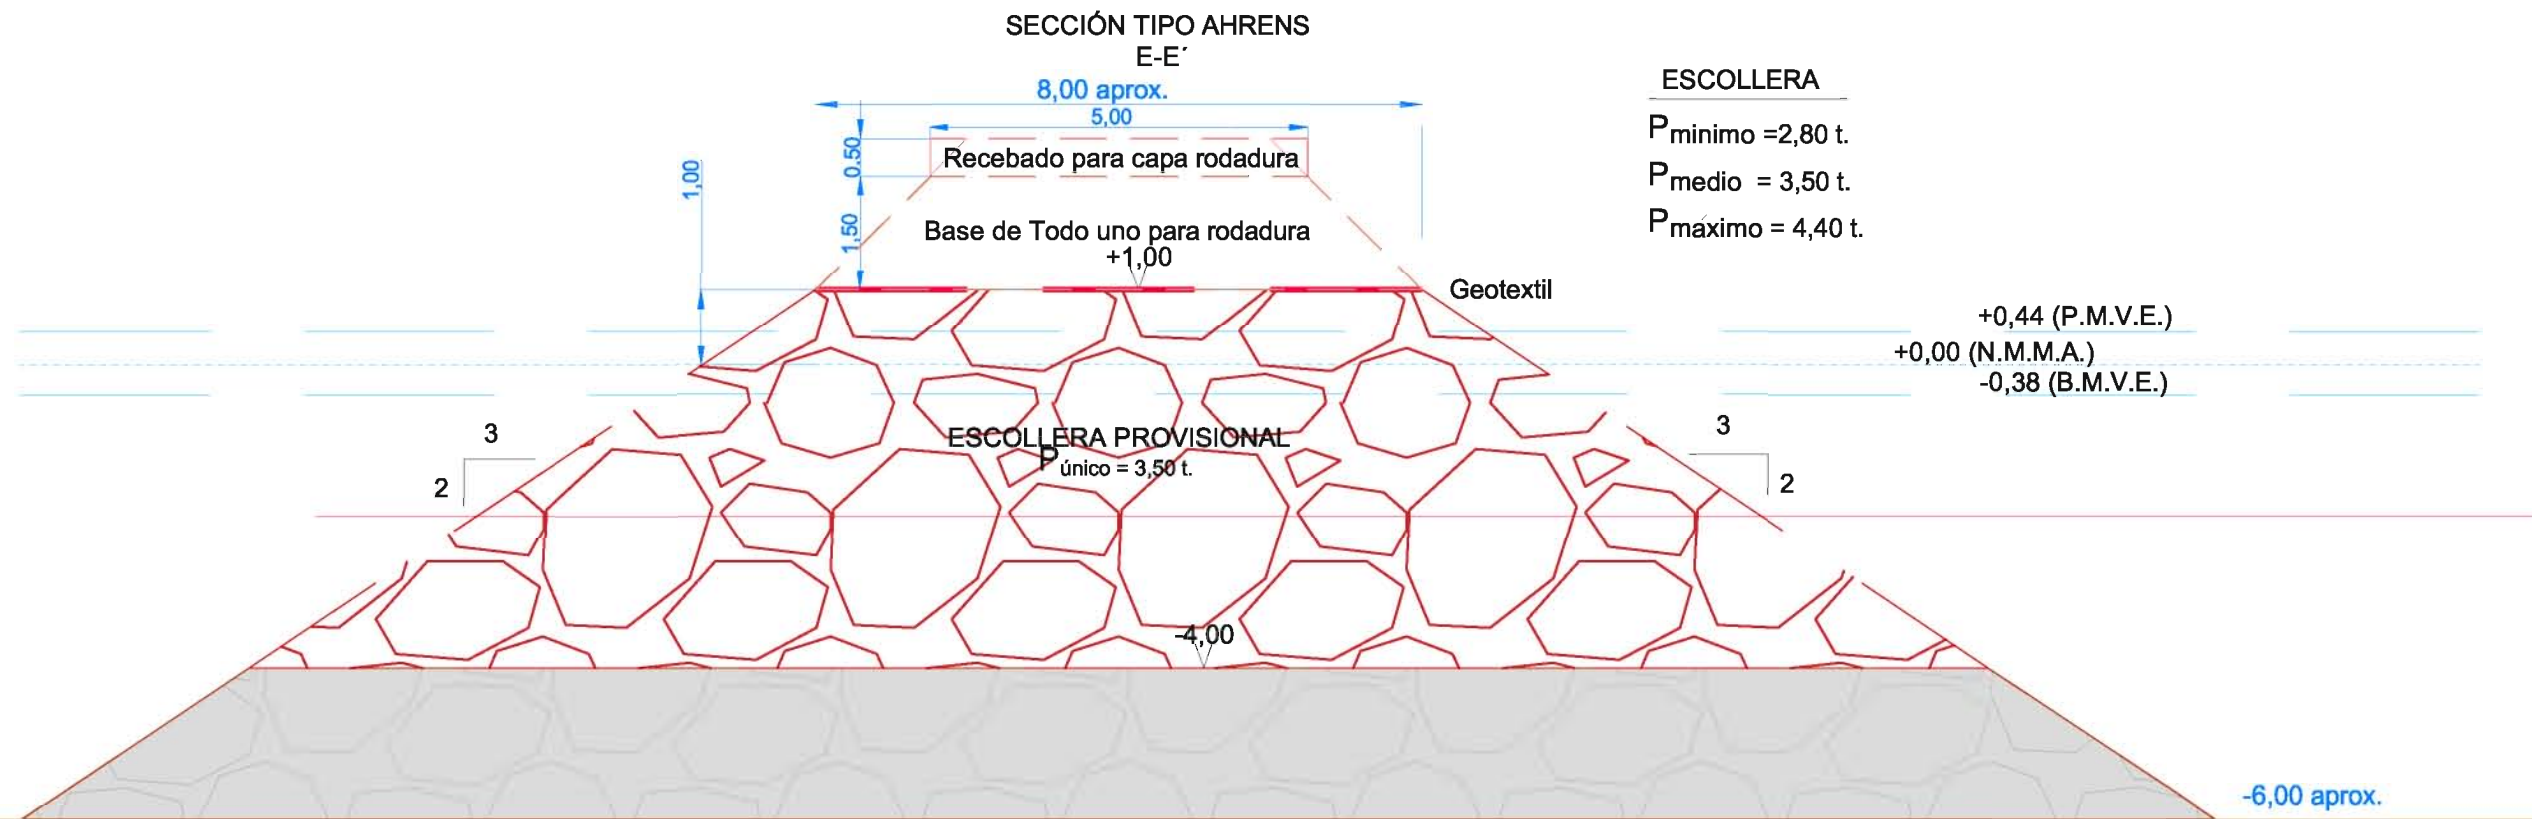 SECCIÓN TIPO AHRENS
E-E´
8,00 aprox.
5,00
0.50
1,00
1,50
Recebado para capa rodadura
Base de Todo uno para rodadura
+1,00
Geotextil
ESCOLLERA
Pminimo =2,80 t.
Pmedio = 3,50 t.
Pmáximo = 4,40 t.
+0,44 (P.M.V.E.)
+0,00 (N.M.M.A.)
-0,38 (B.M.V.E.)
3
2
ESCOLLERA PROVISIONAL
Púnico = 3,50 t.
3
2
-4,00
-6,00 aprox.